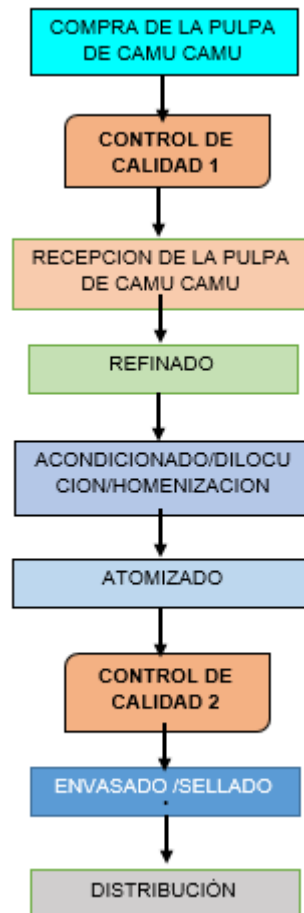 COMPRA DE LA PULPA
DE CAMU CAMU
CONTROL DE
CALIDAD 1
RECEPCION DE LA PULPA
DE CAMU CAMU
REFINADO
ACONDICIONADO/DILOCU
CION/HOMENIZACION
ATOMIZADO
CONTROL DE
CALIDAD 2
ENVASADO /SELLADO
.
DISTRIBUCIÓN